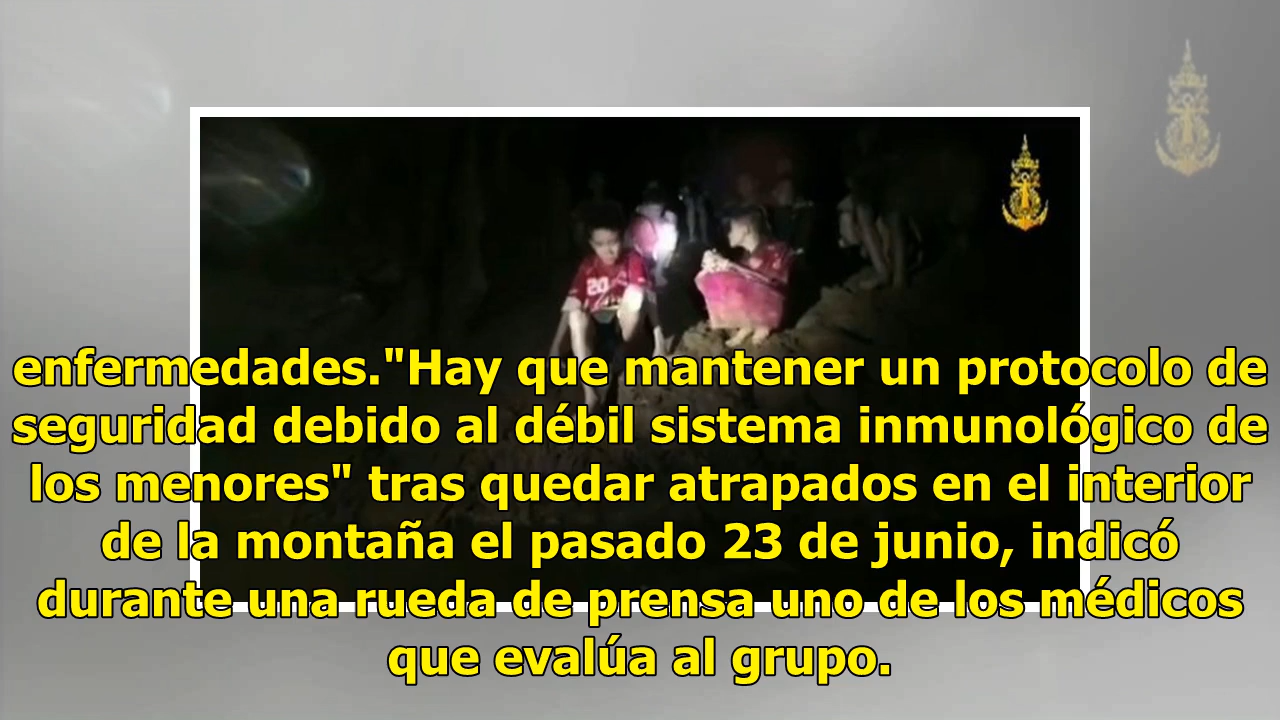 20
enfermedades."Hay que mantener un protocolo de
seguridad debido al débil sistema inmunológico de
los menores" tras quedar atrapados en el interior
de la montaña el pasado 23 de junio, indicó
durante una rueda de prensa uno de los médicos
que evalúa al grupo.